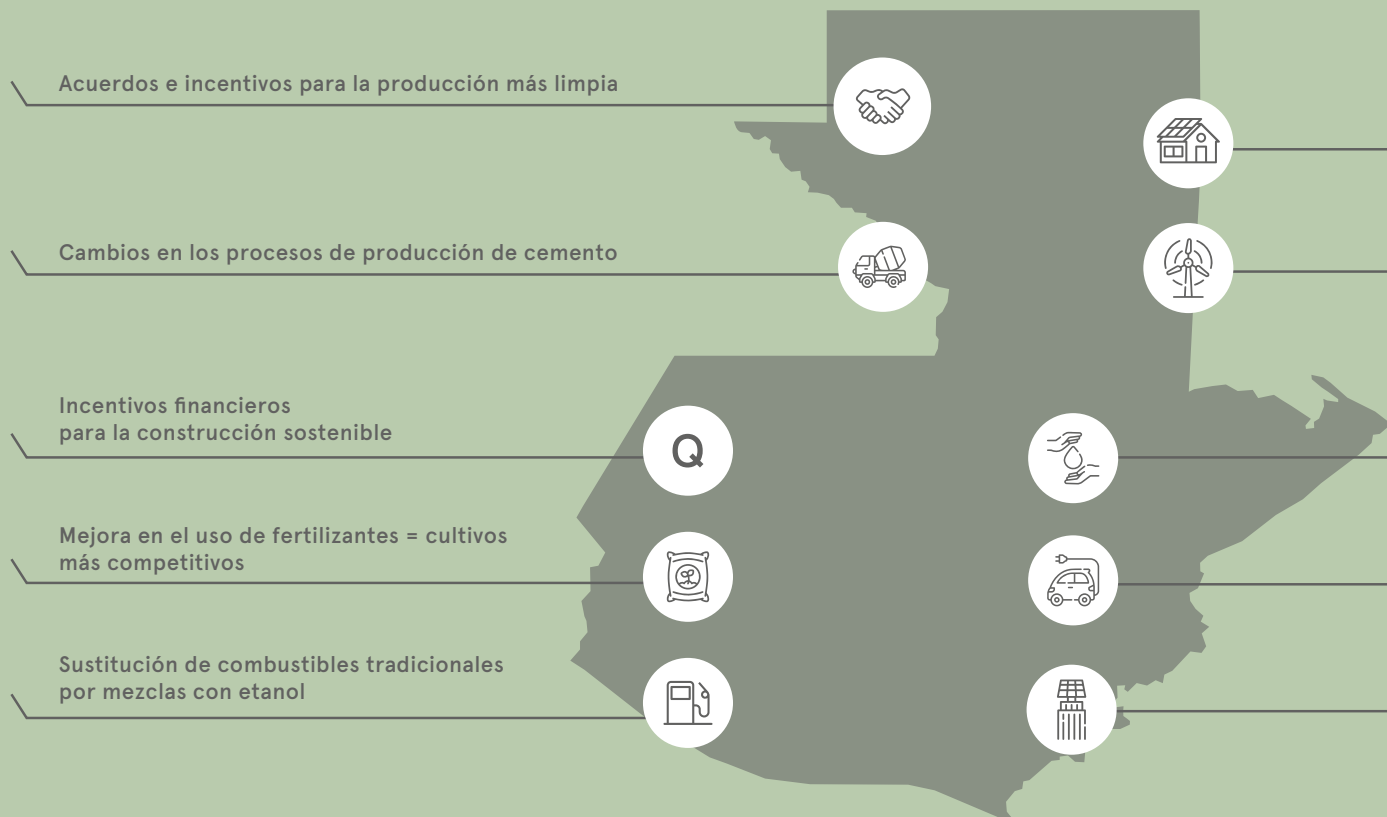 Acuerdos e incentivos para la producción más limpia
Cambios en los procesos de producción de cemento
Incentivos financieros
para la construcción sostenible
Q
Mejora en el uso de fertilizantes = cultivos
más competitivos
Sustitución de combustibles tradicionales
por mezclas con etanol